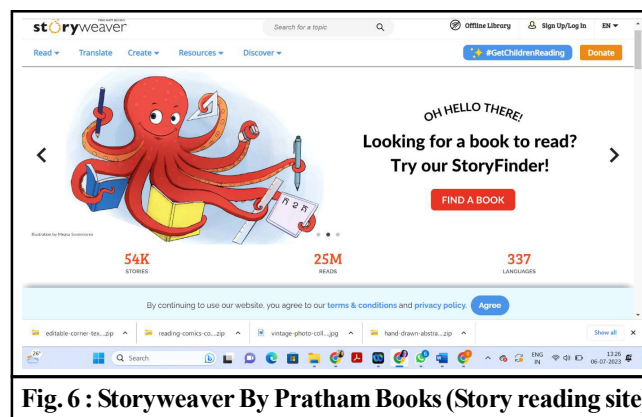 PRATHAM BOOKS
storyweaver
Search for a topic
Offline Library
Sign Up/Log In
EN
Read
Translate
Create
Resources
Discover
#GetChildrenReading
Donate
OH HELLO THERE!
Looking for a book to read?
Try our StoryFinder!
FIND A BOOK
54K
STORIES
25M
READS
337
LANGUAGES
By continuing to use our website, you agree to our terms & conditions and privacy policy.
Agree
editable-corner-tex....zip
reading-comics-co....zip
vintage-photo-coll....jpg
hand-drawn-abstra....zip
Show all
26°
Search
ENG
IN
13:26
06-07-2023
Fig. 6 : Storyweaver By Pratham Books (Story reading site